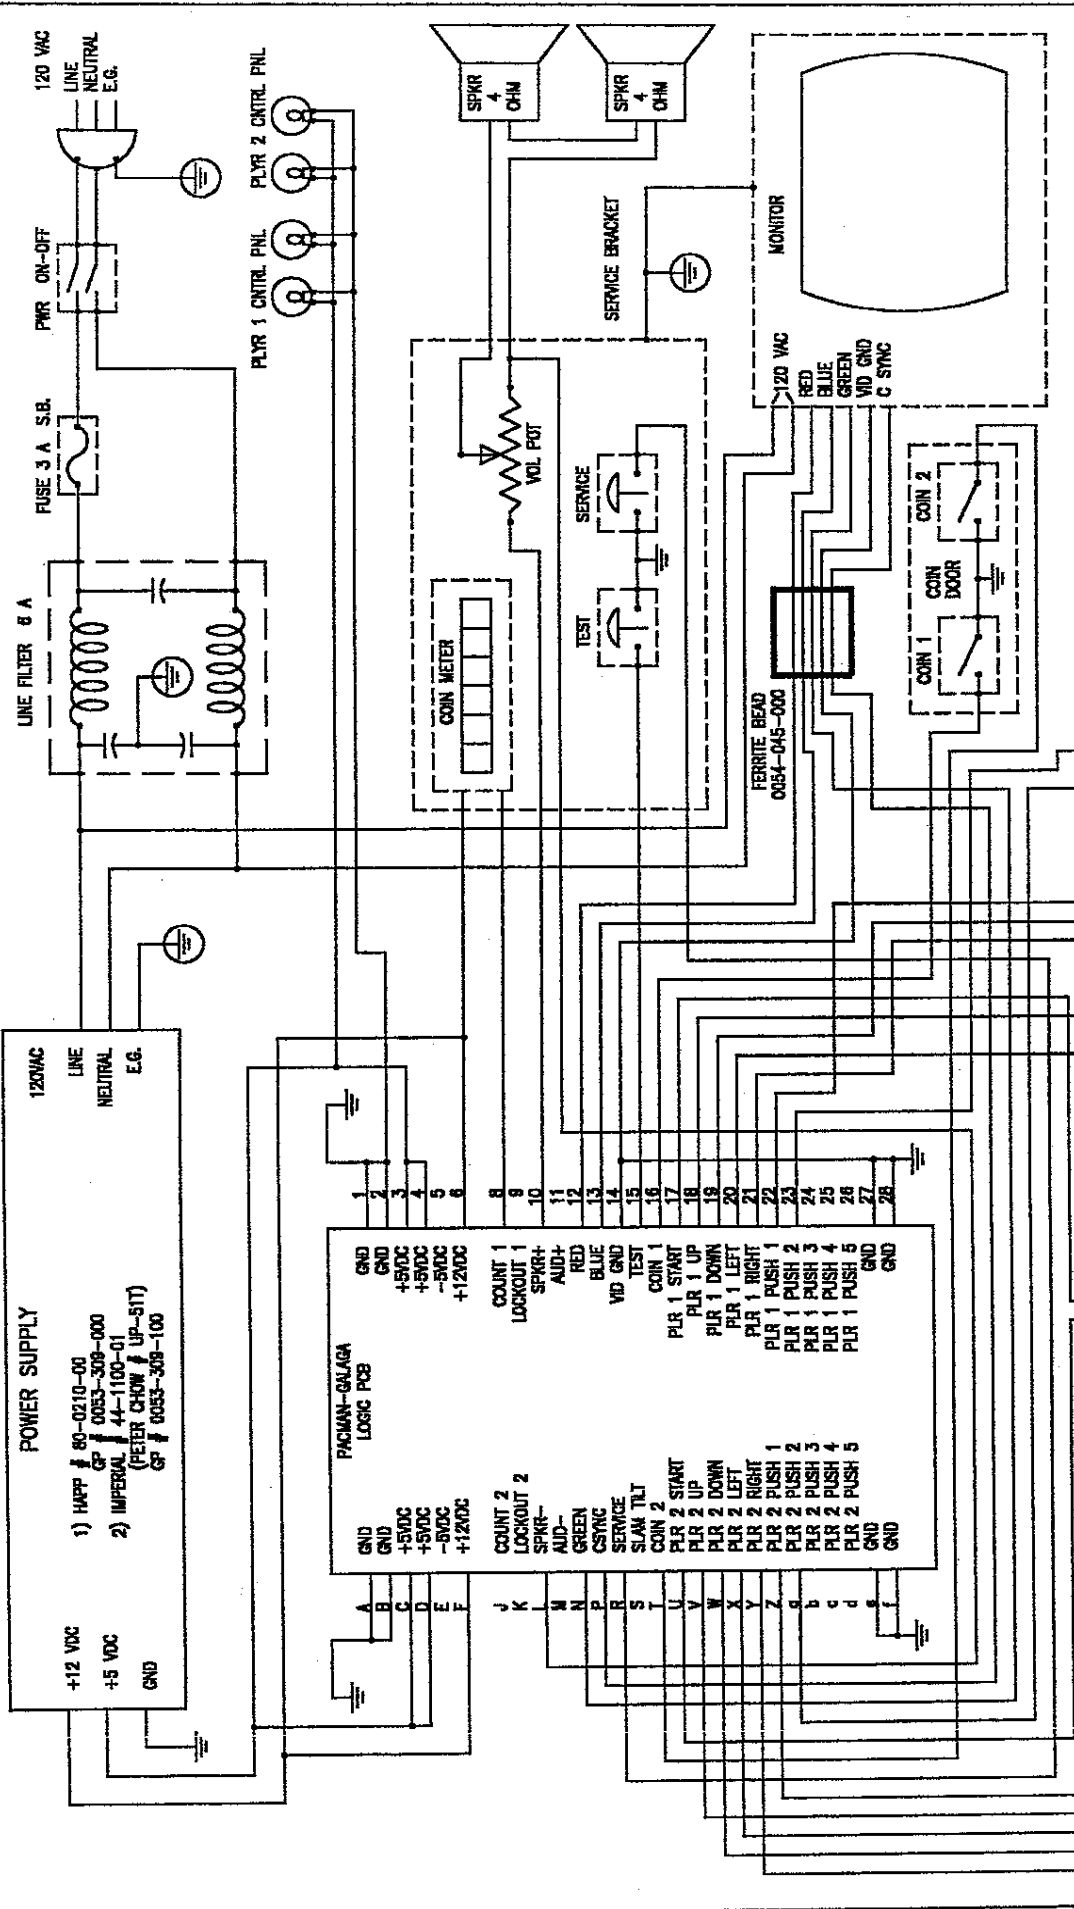 120 VAC
LINE
NEUTRAL
E.G.
PWR ON-OFF
FUSE 3 A S.B.
LINE FILTER 6 A
PLYR 1 CNTRL PNL
PLYR 2 CNTRL PNL
SPKR
4
OHM
SPKR
4
OHM
SERVICE BRACKET
VOL POT
SERVICE
TEST
COIN METER
MONITOR
120 VAC
RED
BLUE
GREEN
VID GND
C SYNC
FERRITE BEAD
0054-045-000
COIN 1
COIN 2
COIN
DOOR
POWER SUPPLY
1) HAPP # 80-0210-00
GP # 0053-309-000
2) IMPERIAL # 44-1100-01
(PETER CHOW # UP-51T)
GP # 0053-309-100
120VAC
LINE
NEUTRAL
E.G.
+12 VDC
+5 VDC
GND
PACMAN-GALAGA
LOGIC PCB
GND 1
GND 2
+5VDC 3
+5VDC 4
-5VDC 5
+12VDC 6
COUNT 1 8
LOCKOUT 1 9
SPKR+ 10
AUD+ 11
RED 12
BLUE 13
VID GND 14
TEST 15
COIN 1 16
PLR 1 START 17
PLR 1 UP 18
PLR 1 DOWN 19
PLR 1 LEFT 20
PLR 1 RIGHT 21
PLR 1 PUSH 1 22
PLR 1 PUSH 2 23
PLR 1 PUSH 3 24
PLR 1 PUSH 4 25
PLR 1 PUSH 5 26
GND 27
GND 28
A GND
B GND
C +5VDC
D +5VDC
E -5VDC
F +12VDC
J COUNT 2
K LOCKOUT 2
L SPKR-
M AUD-
N GREEN
P CSYNC
R SERVICE
S SLAM TILT
T COIN 2
U PLR 2 START
V PLR 2 UP
W PLR 2 DOWN
X PLR 2 LEFT
Y PLR 2 RIGHT
Z PLR 2 PUSH 1
a PLR 2 PUSH 2
b PLR 2 PUSH 3
c PLR 2 PUSH 4
d PLR 2 PUSH 5
e GND
f GND